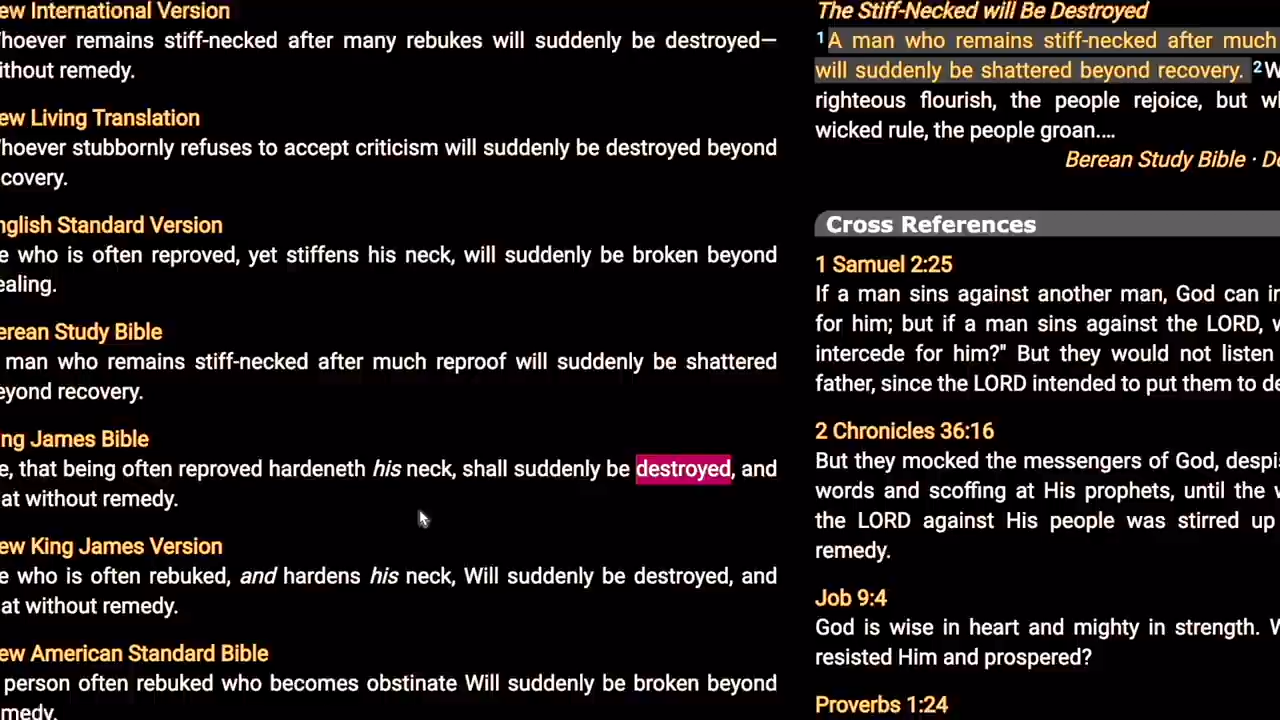 ew International Version
hoever remains stiff-necked after many rebukes will suddenly be destroyed—
ithout remedy.
ew Living Translation
hoever stubbornly refuses to accept criticism will suddenly be destroyed beyond
covery.
nglish Standard Version
e who is often reproved, yet stiffens his neck, will suddenly be broken beyond
ealing.
erean Study Bible
man who remains stiff-necked after much reproof will suddenly be shattered
eyond recovery.
ng James Bible
e, that being often reproved hardeneth his neck, shall suddenly be destroyed, and
at without remedy.
ew King James Version
e who is often rebuked, and hardens his neck, Will suddenly be destroyed, and
at without remedy.
ew American Standard Bible
person often rebuked who becomes obstinate Will suddenly be broken beyond
medy.
The Stiff-Necked will Be Destroyed
1A man who remains stiff-necked after much
will suddenly be shattered beyond recovery. 2W
righteous flourish, the people rejoice, but wh
wicked rule, the people groan.…
Berean Study Bible · Do
Cross References
1 Samuel 2:25
If a man sins against another man, God can in
for him; but if a man sins against the LORD, w
intercede for him?" But they would not listen
father, since the LORD intended to put them to de
2 Chronicles 36:16
But they mocked the messengers of God, despis
words and scoffing at His prophets, until the w
the LORD against His people was stirred up
remedy.
Job 9:4
God is wise in heart and mighty in strength. W
resisted Him and prospered?
Proverbs 1:24